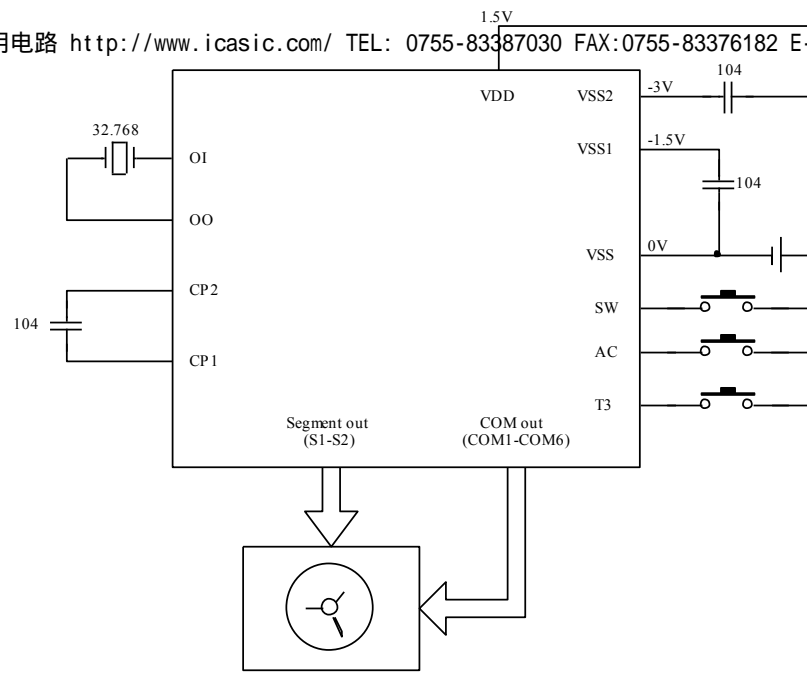 1.5V
用电路 http://www.icasic.com/ TEL: 0755-83387030 FAX:0755-83376182 E-
VDD
VSS2
-3V
104
32.768
OI
VSS1
-1.5V
104
OO
VSS
0V
CP2
SW
104
AC
CP1
T3
Segment out
(S1-S2)
COM out
(COM1-COM6)